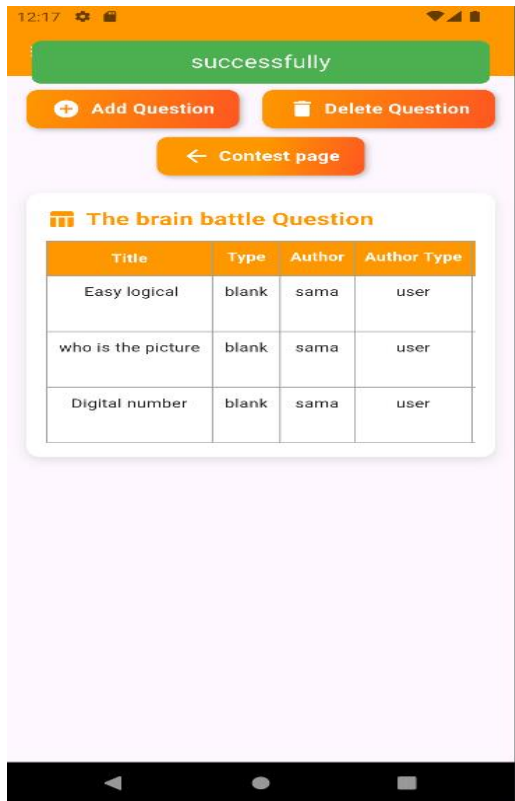 12:17
successfully
Add Question Delete Question
Contest page
The brain battle Question
Title Type Author Author Type
Easy logical blank sama user
who is the picture blank sama user
Digital number blank sama user